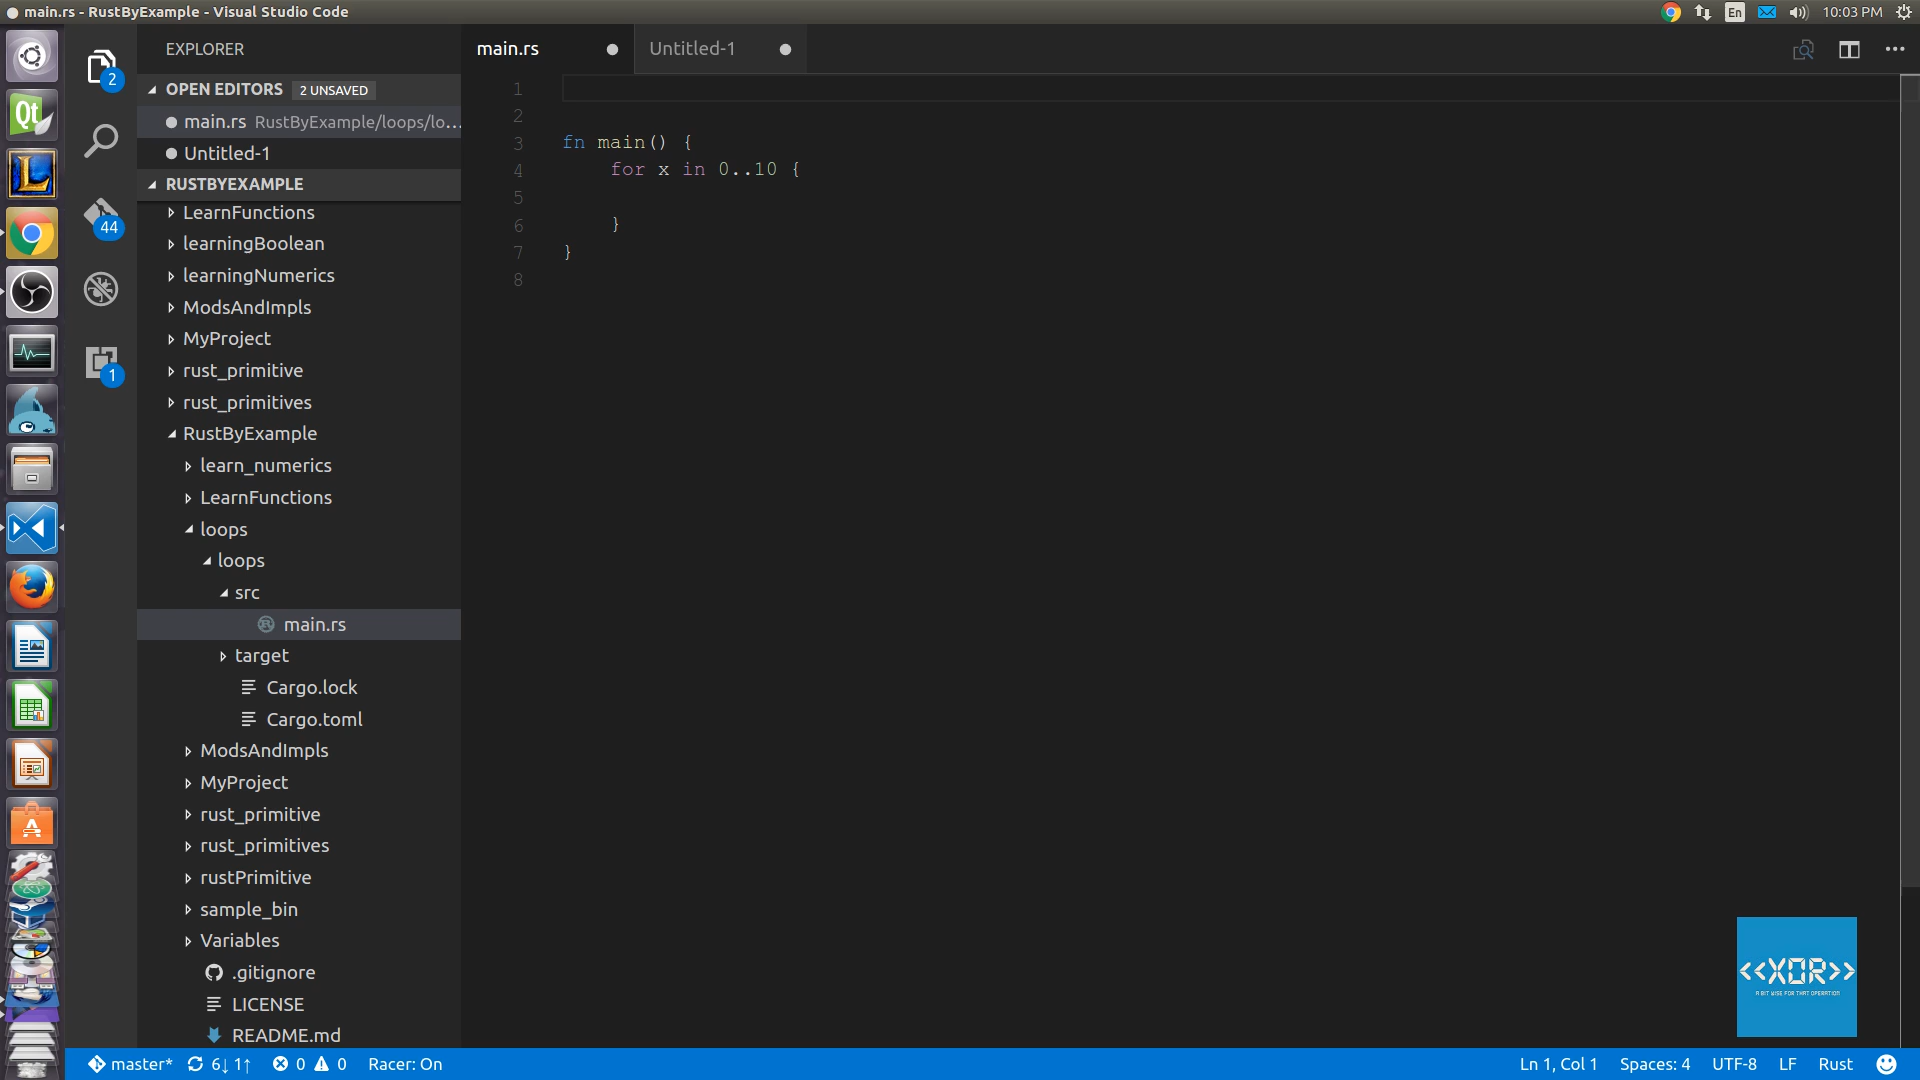 main.rs - RustByExample - Visual Studio Code
En
10:03 PM
EXPLORER
OPEN EDITORS 2 UNSAVED
main.rs RustByExample/loops/lo...
Untitled-1
RUSTBYEXAMPLE
LearnFunctions
learningBoolean
learningNumerics
ModsAndImpls
MyProject
rust_primitive
rust_primitives
RustByExample
learn_numerics
LearnFunctions
loops
loops
src
main.rs
target
Cargo.lock
Cargo.toml
ModsAndImpls
MyProject
rust_primitive
rust_primitives
rustPrimitive
sample_bin
Variables
.gitignore
LICENSE
README.md
2
44
1
Qt
L
main.rs
Untitled-1
1
2
3 fn main() {
4 for x in 0..10 {
5
6 }
7 }
8
<<XOR>>
A BIT WISE FOR THAT OPERATION
master* 6↓ 1↑ 0 0 Racer: On
Ln 1, Col 1 Spaces: 4 UTF-8 LF Rust